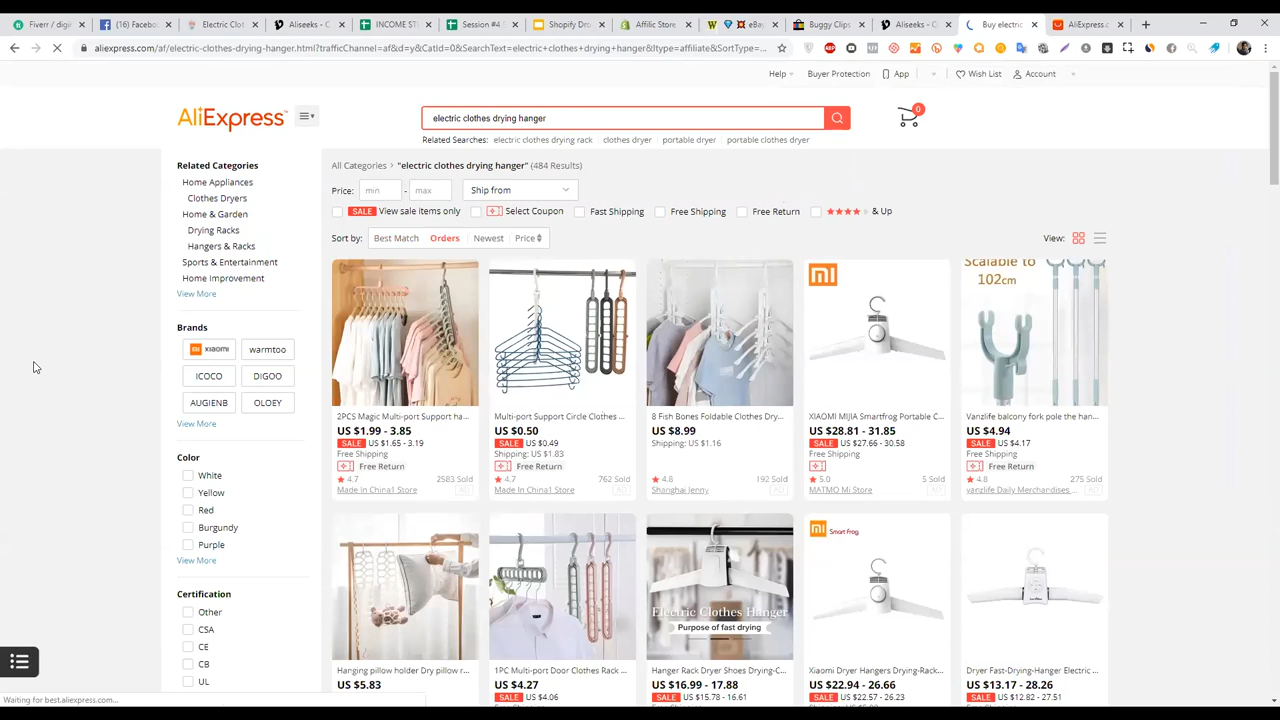 Fiverr / digin
(16) Facebook
Electric Clot
Aliseeks - C
INCOME ST
Session #4 S
Shopify Dro
Affilic Store
eBay
Buggy Clips
Aliseeks - C
Buy electric
AliExpress.c
aliexpress.com/af/electric-clothes-drying-hanger.html?trafficChannel=af&d=y&CatId=0&SearchText=electric+clothes+drying+hanger&ltype=affiliate&SortType=...
Help
Buyer Protection
App
Wish List
Account
AliExpress
electric clothes drying hanger
0
Related Searches: electric clothes drying rack clothes dryer portable dryer portable clothes dryer
Related Categories
Home Appliances
Clothes Dryers
Home & Garden
Drying Racks
Hangers & Racks
Sports & Entertainment
Home Improvement
View More
Brands
mi xiaomi
warmtoo
ICOCO
DIGOO
AUGIENB
OLOEY
View More
Color
White
Yellow
Red
Burgundy
Purple
View More
Certification
Other
CSA
CE
CB
UL
All Categories > "electric clothes drying hanger" (484 Results)
Price: min - max Ship from
SALE View sale items only Select Coupon Fast Shipping Free Shipping Free Return & Up
Sort by: Best Match Orders Newest Price
View:
2PCS Magic Multi-port Support ha...
US $1.99 - 3.85
SALE US $1.65 - 3.19
Free Shipping
Free Return
4.7 2583 Sold
Made In China1 Store AD
Multi-port Support Circle Clothes ...
US $0.50
SALE US $0.49
Shipping: US $1.83
Free Return
4.7 762 Sold
Made In China1 Store AD
8 Fish Bones Foldable Clothes Dry...
US $8.99
Shipping: US $1.16
4.8 192 Sold
Shanghai Jenny AD
mi
XIAOMI MIJIA Smartfrog Portable C...
US $28.81 - 31.85
SALE US $27.66 - 30.58
Free Shipping
5.0 5 Sold
MATMO Mi Store AD
Scalable to
102cm
Vanzlife balcony fork pole the han...
US $4.94
SALE US $4.17
Free Shipping
Free Return
4.8 275 Sold
vanzlife Daily Merchandises ... AD
Hanging pillow holder Dry pillow r...
US $5.83
1PC Multi-port Door Clothes Rack ...
US $4.27
SALE US $4.06
Electric Clothes Hanger
Purpose of fast drying
Hanger Rack Dryer Shoes Drying-C...
US $16.99 - 17.88
SALE US $15.78 - 16.61
mi Smart frog
Xiaomi Dryer Hangers Drying-Rack...
US $22.94 - 26.66
SALE US $22.57 - 26.23
Dryer Fast-Drying-Hanger Electric ...
US $13.17 - 28.26
SALE US $12.82 - 27.51
Waiting for best.aliexpress.com...